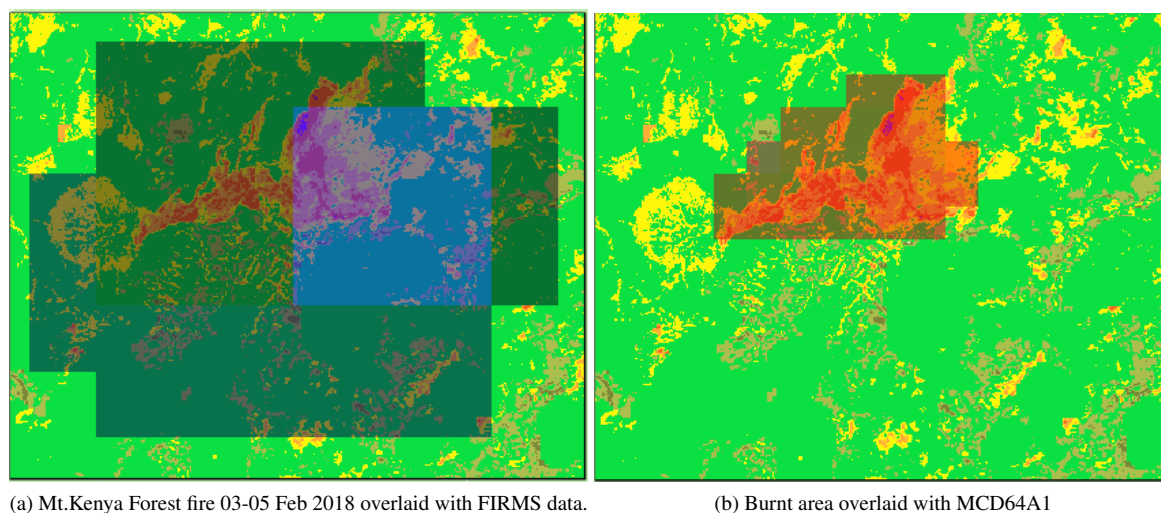 (a) Mt.Kenya Forest fire 03-05 Feb 2018 overlaid with FIRMS data.
(b) Burnt area overlaid with MCD64A1